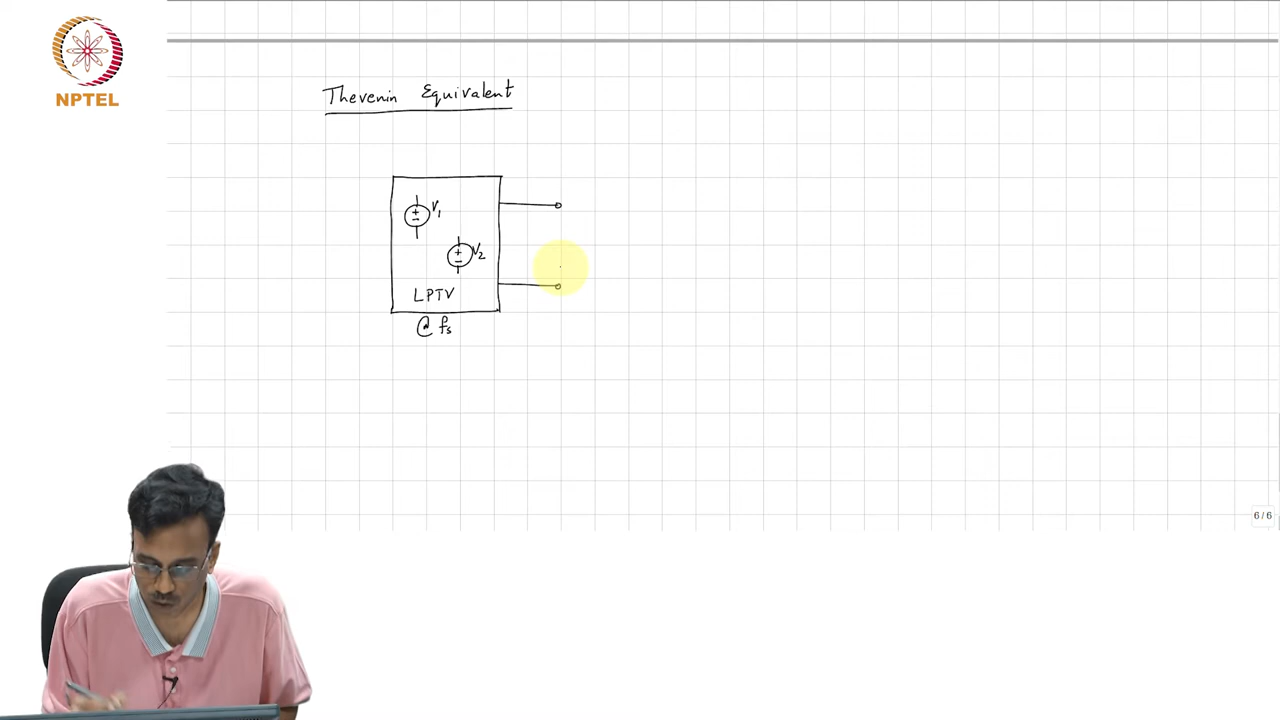 NPTEL
Thevenin Equivalent
+
-
V1
+
-
V2
LPTV
@ fs
6 / 6